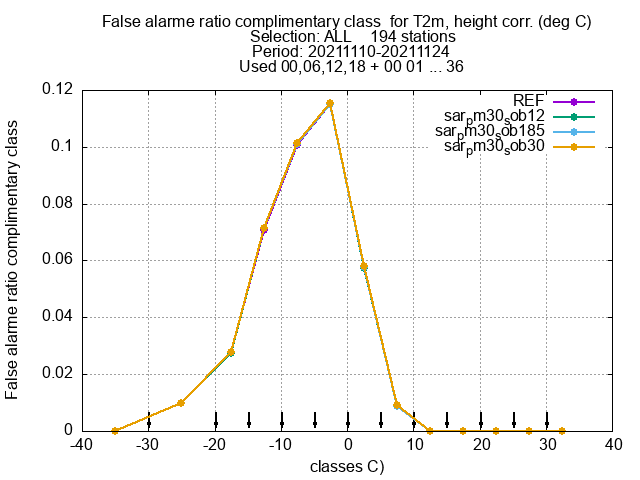 False alarme ratio complimentary class  for T2m, height corr. (deg C)
Selection: ALL    194 stations
Period: 20211110-20211124
Used 00,06,12,18 + 00 01 ... 36
REF
sarpm30sob12
sarpm30sob185
sarpm30sob30
False alarme ratio complimentary class
0.12
0.1
0.08
0.06
0.04
0.02
0
-40 -30 -20 -10 0 10 20 30 40
classes C)